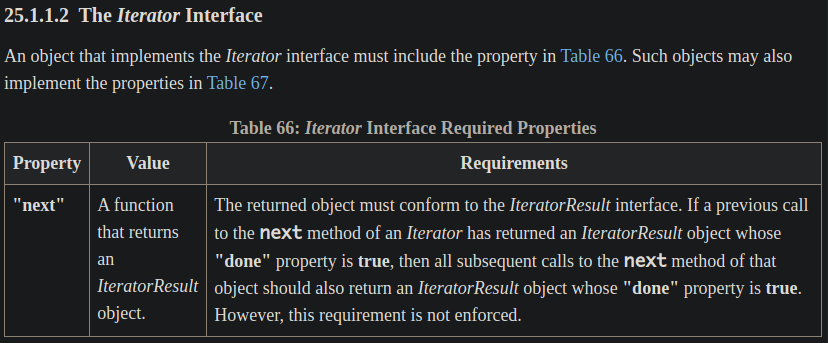 25.1.1.2 The Iterator Interface
An object that implements the Iterator interface must include the property in Table 66. Such objects may also
implement the properties in Table 67.
Table 66: Iterator Interface Required Properties
Property Value Requirements
"next"
A function
that returns
an
IteratorResult
object.
The returned object must conform to the IteratorResult interface. If a previous call
to the next method of an Iterator has returned an IteratorResult object whose
"done" property is true, then all subsequent calls to the next method of that
object should also return an IteratorResult object whose "done" property is true.
However, this requirement is not enforced.